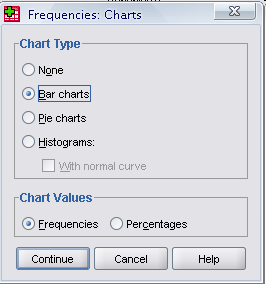 Frequencies: Charts
Chart Type
None
Bar charts
Pie charts
Histograms:
With normal curve
Chart Values
Frequencies Percentages
Continue Cancel Help